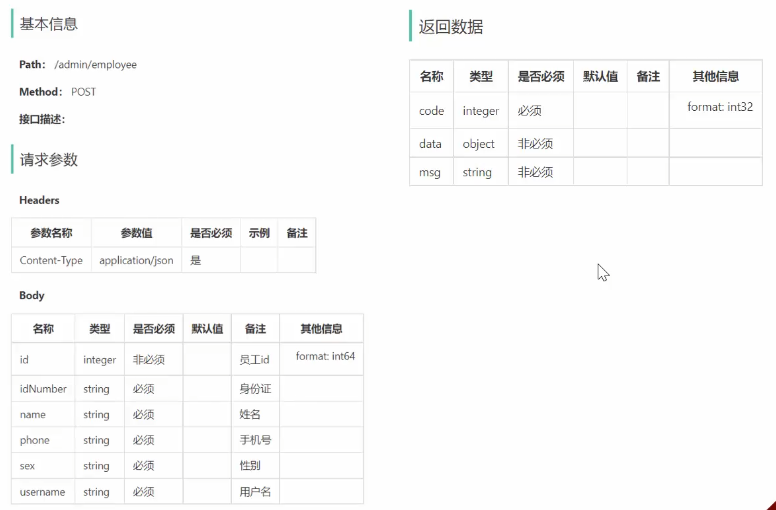 基本信息
Path： /admin/employee
Method： POST
接口描述：
请求参数
Headers
参数名称 参数值 是否必须 示例 备注
Content-Type application/json 是
Body
名称 类型 是否必须 默认值 备注 其他信息
id integer 非必须 员工id format: int64
idNumber string 必须 身份证
name string 必须 姓名
phone string 必须 手机号
sex string 必须 性别
username string 必须 用户名
返回数据
名称 类型 是否必须 默认值 备注 其他信息
code integer 必须 format: int32
data object 非必须
msg string 非必须